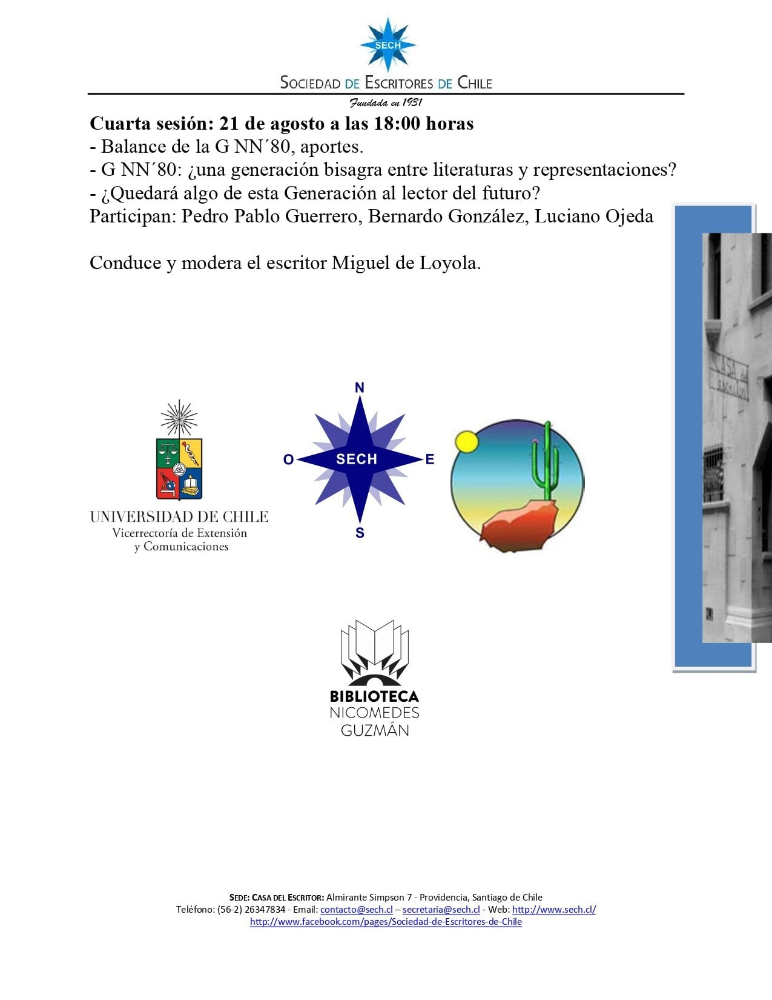 SECH
SOCIEDAD DE ESCRITORES DE CHILE
Fundada en 1931
Cuarta sesión: 21 de agosto a las 18:00 horas
- Balance de la G NN´80, aportes.
- G NN´80: ¿una generación bisagra entre literaturas y representaciones?
- ¿Quedará algo de esta Generación al lector del futuro?
Participan: Pedro Pablo Guerrero, Bernardo González, Luciano Ojeda
Conduce y modera el escritor Miguel de Loyola.
CASA DEL
escritor
N
O SECH E
S
UNIVERSIDAD DE CHILE
Vicerrectoría de Extensión
y Comunicaciones
BIBLIOTECA
NICOMEDES
GUZMÁN
SEDE: CASA DEL ESCRITOR: Almirante Simpson 7 - Providencia, Santiago de Chile
Teléfono: (56-2) 26347834 - Email: contacto@sech.cl – secretaria@sech.cl - Web: http://www.sech.cl/
http://www.facebook.com/pages/Sociedad-de-Escritores-de-Chile